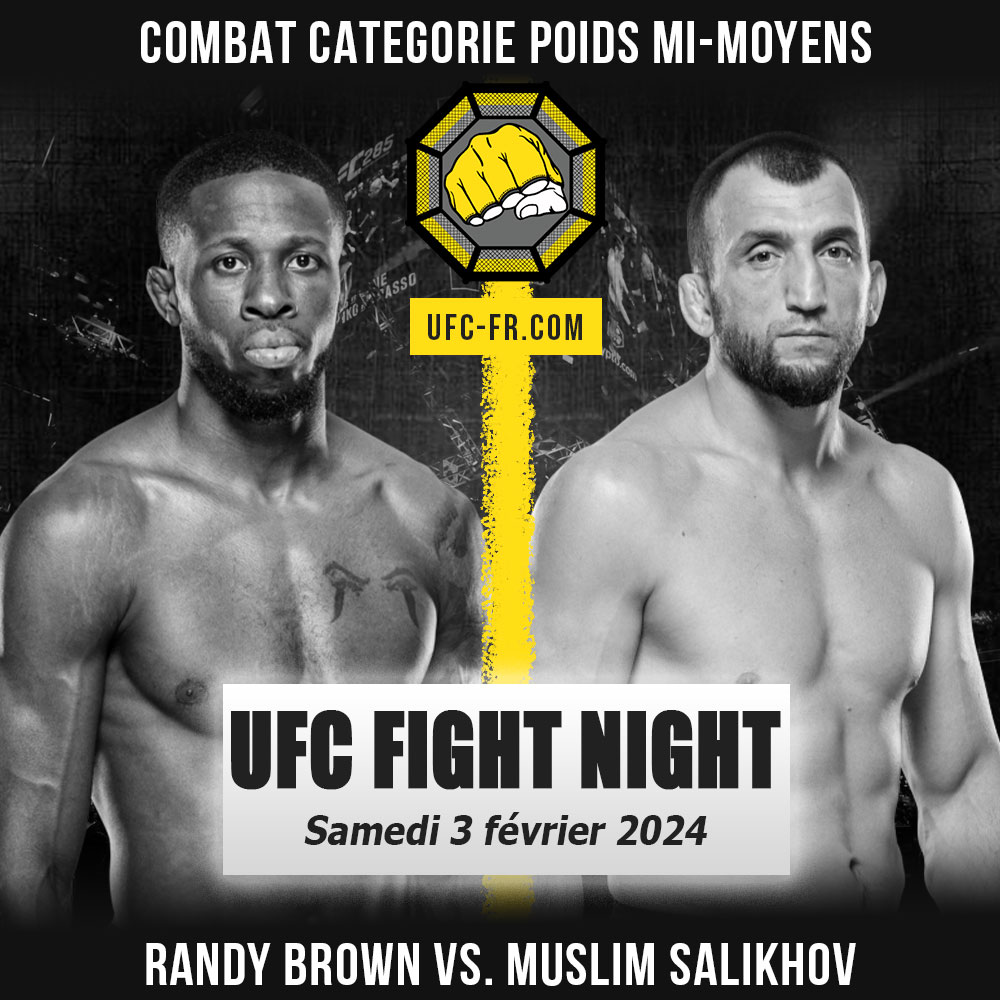 COMBAT CATEGORIE POIDS MI-MOYENS
UFC-FR.COM
UFC FIGHT NIGHT
Samedi 3 février 2024
RANDY BROWN VS. MUSLIM SALIKHOV